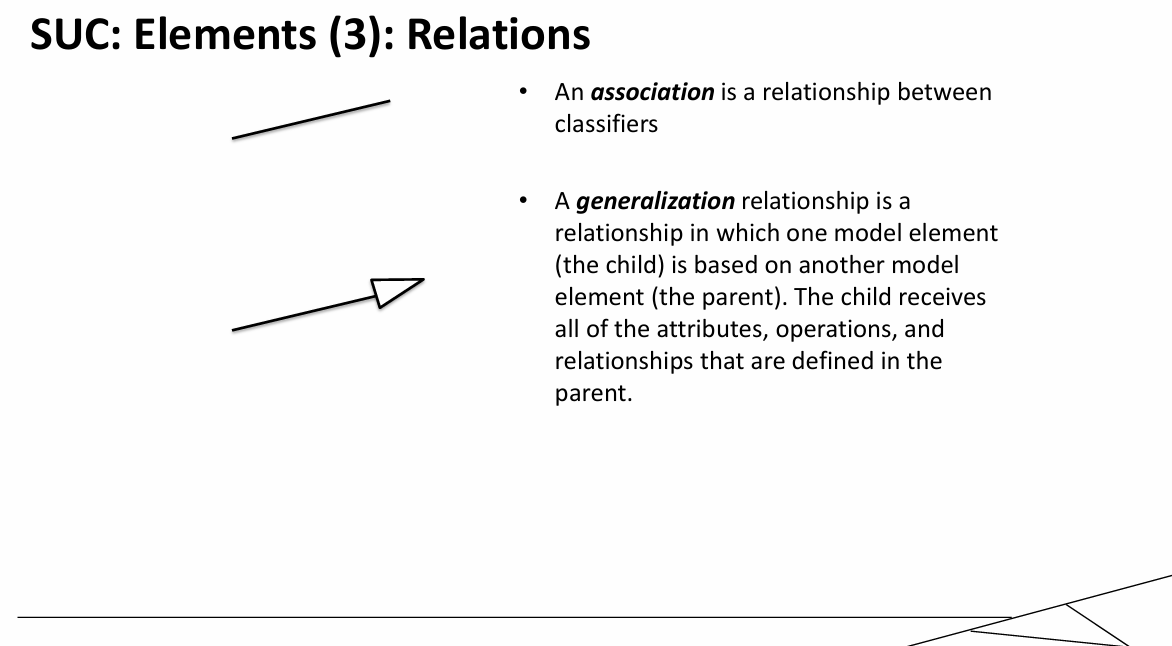 SUC: Elements (3): Relations
• An association is a relationship between
classifiers
• A generalization relationship is a
relationship in which one model element
(the child) is based on another model
element (the parent). The child receives
all of the attributes, operations, and
relationships that are defined in the
parent.